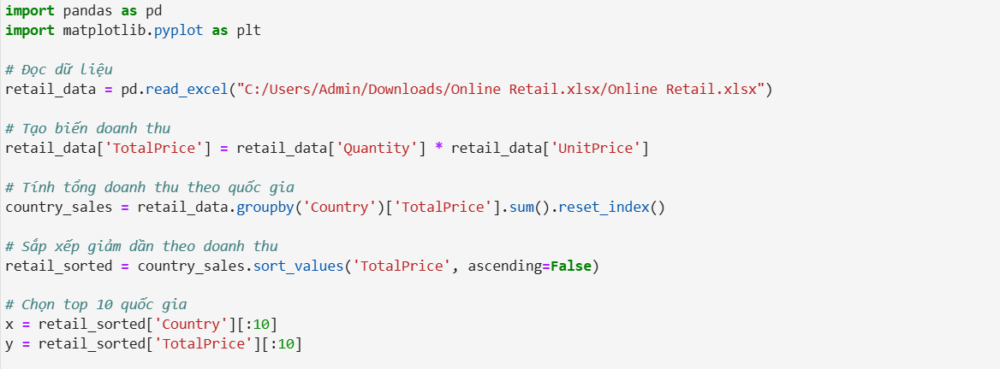 import pandas as pd
import matplotlib.pyplot as plt
# Đọc dữ liệu
retail_data = pd.read_excel("C:/Users/Admin/Downloads/Online Retail.xlsx/Online Retail.xlsx")
# Tạo biến doanh thu
retail_data['TotalPrice'] = retail_data['Quantity'] * retail_data['UnitPrice']
# Tính tổng doanh thu theo quốc gia
country_sales = retail_data.groupby('Country')['TotalPrice'].sum().reset_index()
# Sắp xếp giảm dần theo doanh thu
retail_sorted = country_sales.sort_values('TotalPrice', ascending=False)
# Chọn top 10 quốc gia
x = retail_sorted['Country'][:10]
y = retail_sorted['TotalPrice'][:10]